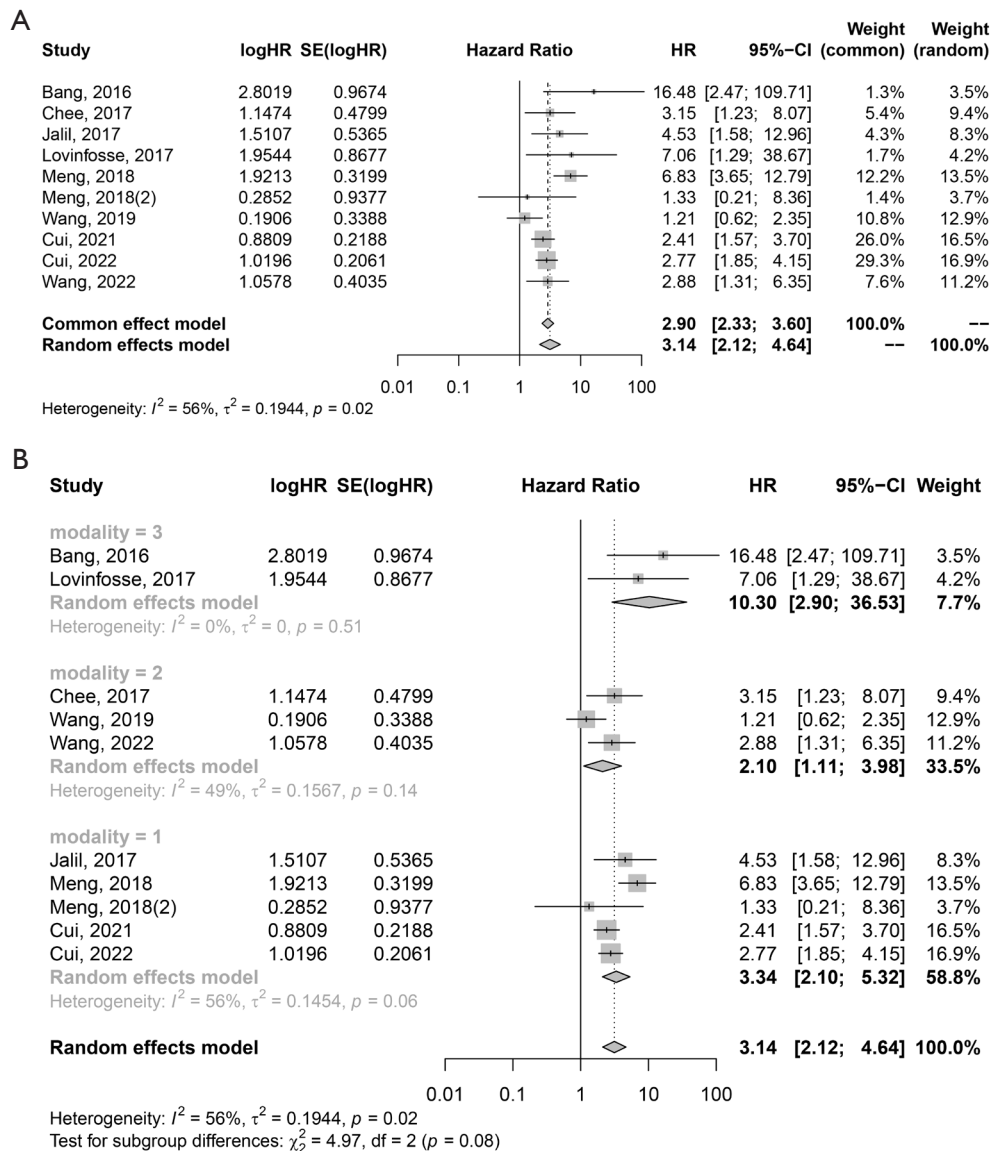 A
Weight Weight
Study logHR SE(logHR) Hazard Ratio HR 95%−CI (common) (random)
Bang, 2016 2.8019 0.9674 16.48 [2.47; 109.71] 1.3% 3.5%
Chee, 2017 1.1474 0.4799 3.15 [1.23; 8.07] 5.4% 9.4%
Jalil, 2017 1.5107 0.5365 4.53 [1.58; 12.96] 4.3% 8.3%
Lovinfosse, 2017 1.9544 0.8677 7.06 [1.29; 38.67] 1.7% 4.2%
Meng, 2018 1.9213 0.3199 6.83 [3.65; 12.79] 12.2% 13.5%
Meng, 2018(2) 0.2852 0.9377 1.33 [0.21; 8.36] 1.4% 3.7%
Wang, 2019 0.1906 0.3388 1.21 [0.62; 2.35] 10.8% 12.9%
Cui, 2021 0.8809 0.2188 2.41 [1.57; 3.70] 26.0% 16.5%
Cui, 2022 1.0196 0.2061 2.77 [1.85; 4.15] 29.3% 16.9%
Wang, 2022 1.0578 0.4035 2.88 [1.31; 6.35] 7.6% 11.2%
Common effect model 2.90 [2.33; 3.60] 100.0% −−
Random effects model 3.14 [2.12; 4.64] −− 100.0%
0.01 0.1 1 10 100
Heterogeneity: I² = 56%, τ² = 0.1944, p = 0.02
B
Study logHR SE(logHR) Hazard Ratio HR 95%−CI Weight
modality = 3
Bang, 2016 2.8019 0.9674 16.48 [2.47; 109.71] 3.5%
Lovinfosse, 2017 1.9544 0.8677 7.06 [1.29; 38.67] 4.2%
Random effects model 10.30 [2.90; 36.53] 7.7%
Heterogeneity: I² = 0%, τ² = 0, p = 0.51
modality = 2
Chee, 2017 1.1474 0.4799 3.15 [1.23; 8.07] 9.4%
Wang, 2019 0.1906 0.3388 1.21 [0.62; 2.35] 12.9%
Wang, 2022 1.0578 0.4035 2.88 [1.31; 6.35] 11.2%
Random effects model 2.10 [1.11; 3.98] 33.5%
Heterogeneity: I² = 49%, τ² = 0.1567, p = 0.14
modality = 1
Jalil, 2017 1.5107 0.5365 4.53 [1.58; 12.96] 8.3%
Meng, 2018 1.9213 0.3199 6.83 [3.65; 12.79] 13.5%
Meng, 2018(2) 0.2852 0.9377 1.33 [0.21; 8.36] 3.7%
Cui, 2021 0.8809 0.2188 2.41 [1.57; 3.70] 16.5%
Cui, 2022 1.0196 0.2061 2.77 [1.85; 4.15] 16.9%
Random effects model 3.34 [2.10; 5.32] 58.8%
Heterogeneity: I² = 56%, τ² = 0.1454, p = 0.06
Random effects model 3.14 [2.12; 4.64] 100.0%
0.01 0.1 1 10 100
Heterogeneity: I² = 56%, τ² = 0.1944, p = 0.02
Test for subgroup differences: χ²₂ = 4.97, df = 2 (p = 0.08)